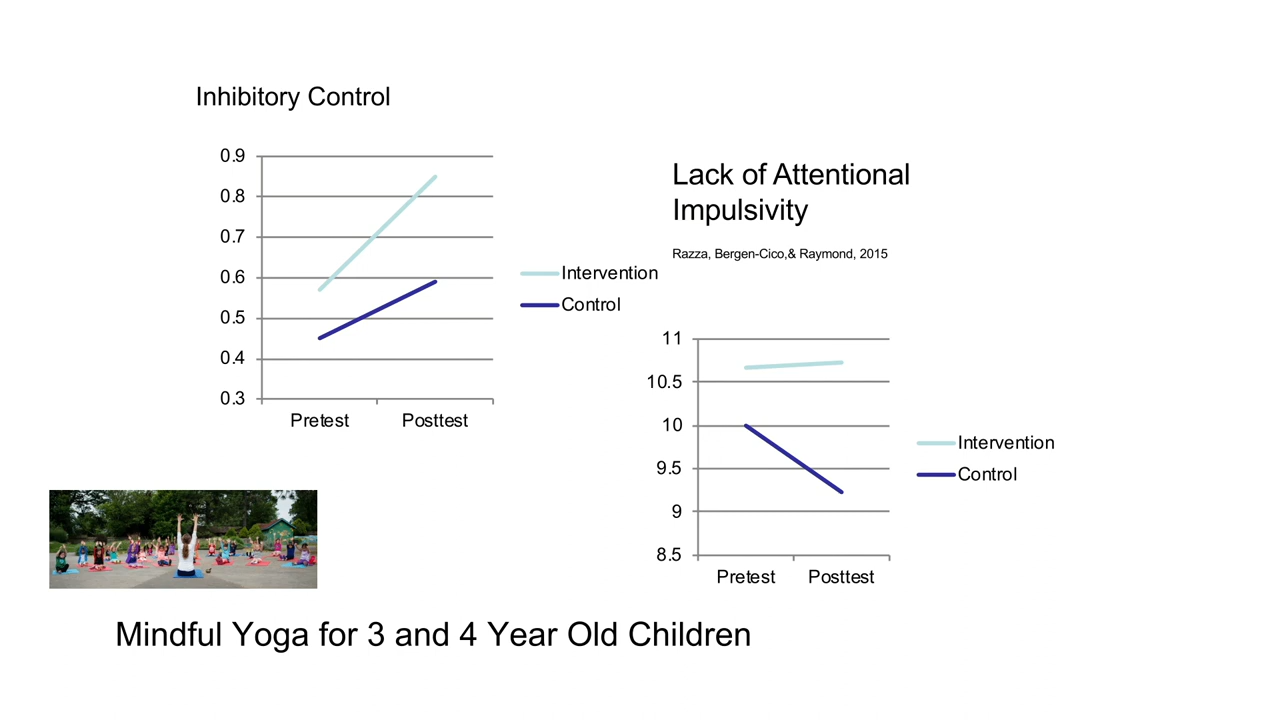 Inhibitory Control
0.9
0.8
0.7
0.6
0.5
0.4
0.3
Pretest Posttest
Intervention
Control
Lack of Attentional
Impulsivity
Razza, Bergen-Cico,& Raymond, 2015
11
10.5
10
9.5
9
8.5
Pretest Posttest
Intervention
Control
Mindful Yoga for 3 and 4 Year Old Children